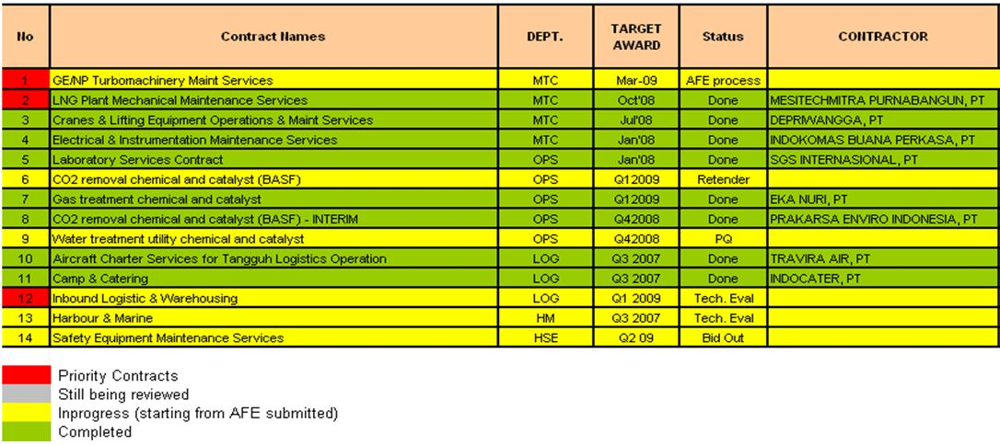 No Contract Names DEPT. TARGET AWARD Status CONTRACTOR
1 GE/NP Turbomachinery Maint Services MTC Mar-09 AFE process
2 LNG Plant Mechanical Maintenance Services MTC Oct'08 Done MESITECHMITRA PURNABANGUN, PT
3 Cranes & Lifting Equipment Operations & Maint Services MTC Jul'08 Done DEPRIWANGGA, PT
4 Electrical & Instrumentation Maintenance Services MTC Jan'08 Done INDOKOMAS BUANA PERKASA, PT
5 Laboratory Services Contract OPS Jan'08 Done SGS INTERNASIONAL, PT
6 CO2 removal chemical and catalyst (BASF) OPS Q12009 Retender
7 Gas treatment chemical and catalyst OPS Q12009 Done EKA NURI, PT
8 CO2 removal chemical and catalyst (BASF) - INTERIM OPS Q42008 Done PRAKARSA ENVIRO INDONESIA, PT
9 Water treatment utility chemical and catalyst OPS Q42008 PQ
10 Aircraft Charter Services for Tangguh Logistics Operation LOG Q3 2007 Done TRAVIRA AIR, PT
11 Camp & Catering LOG Q3 2007 Done INDOCATER, PT
12 Inbound Logistic & Warehousing LOG Q1 2009 Tech. Eval
13 Harbour & Marine HM Q3 2007 Tech. Eval
14 Safety Equipment Maintenance Services HSE Q2 09 Bid Out
Priority Contracts
Still being reviewed
Inprogress (starting from AFE submitted)
Completed